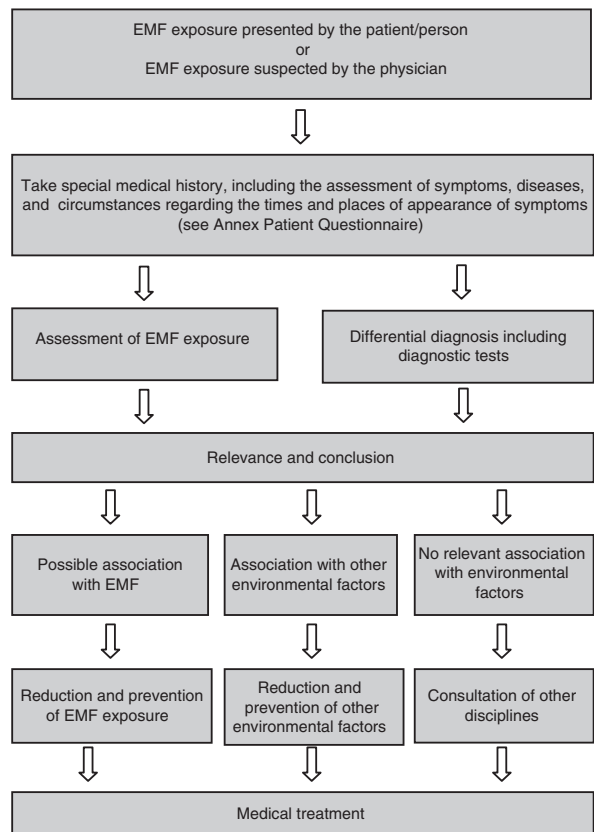 EMF exposure presented by the patient/person
or
EMF exposure suspected by the physician
Take special medical history, including the assessment of symptoms, diseases,
and circumstances regarding the times and places of appearance of symptoms
(see Annex Patient Questionnaire)
Assessment of EMF exposure
Differential diagnosis including
diagnostic tests
Relevance and conclusion
Possible association
with EMF
Association with other
environmental factors
No relevant association
with environmental
factors
Reduction and prevention
of EMF exposure
Reduction and
prevention of other
environmental factors
Consultation of other
disciplines
Medical treatment